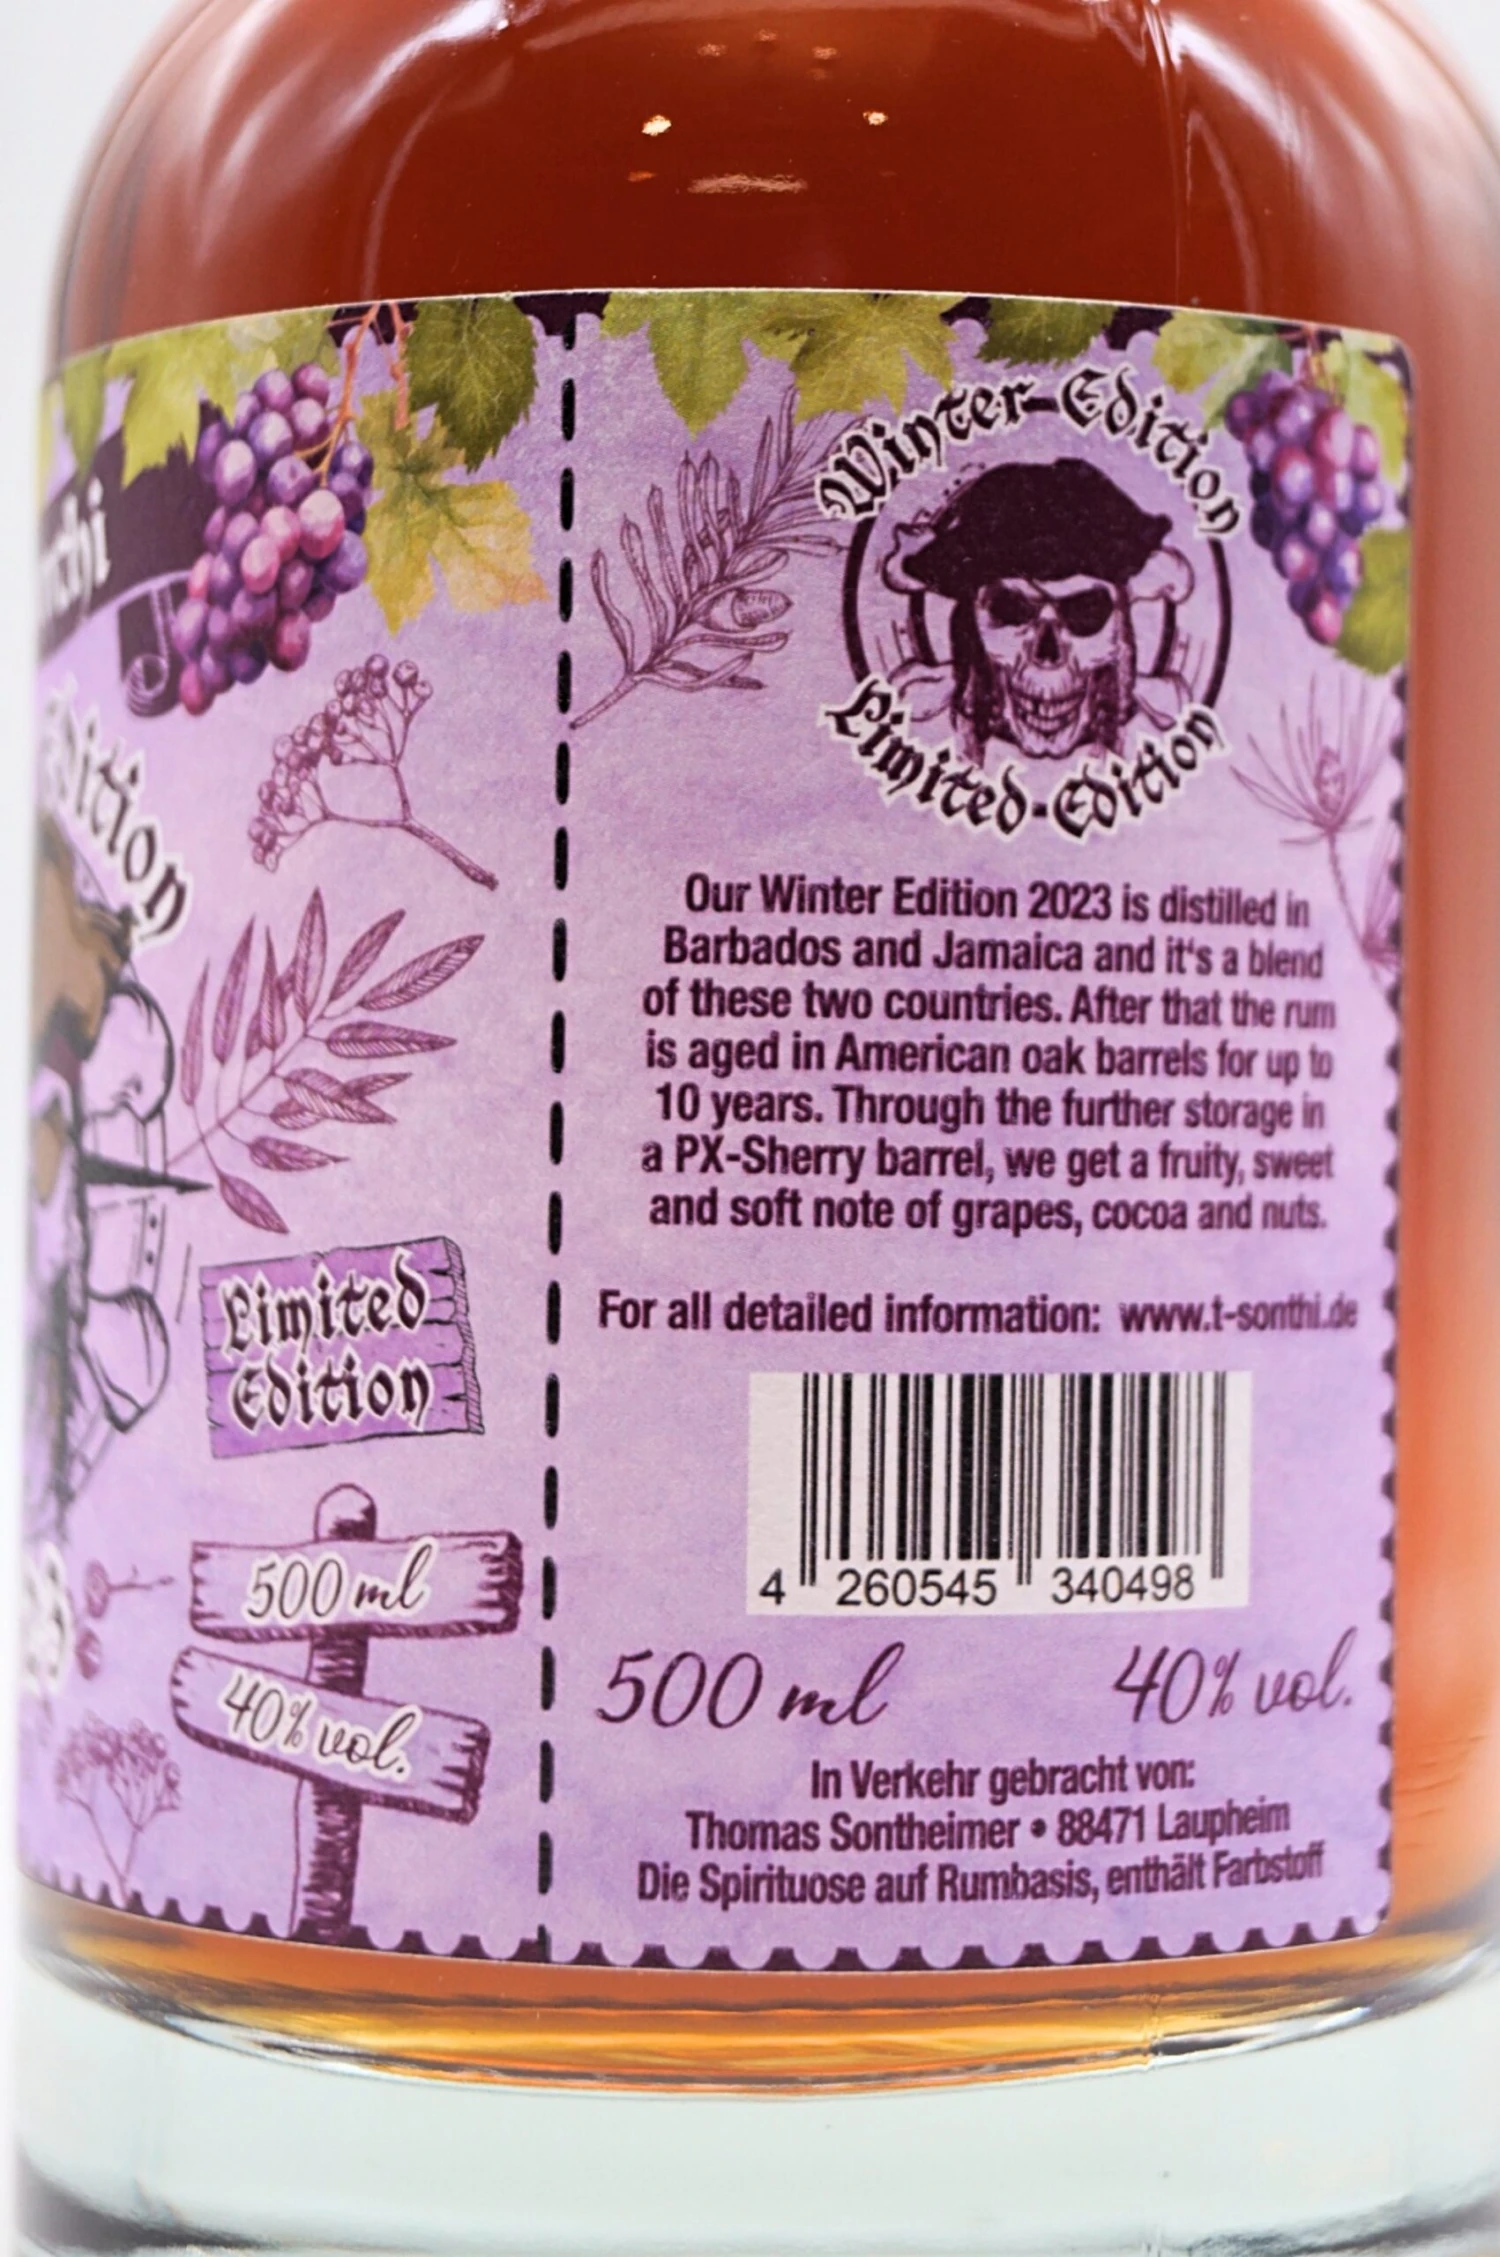 Edition
Limited
Edition
500 ml
40% vol.
Winter-Edition
Limited-Edition
Our Winter Edition 2023 is distilled in
Barbados and Jamaica and it's a blend
of these two countries. After that the rum
is aged in American oak barrels for up to
10 years. Through the further storage in
a PX-Sherry barrel, we get a fruity, sweet
and soft note of grapes, cocoa and nuts.
For all detailed information: www.t-sonthi.de
4 260545 340498
500 ml 40% vol.
In Verkehr gebracht von:
Thomas Sontheimer • 88471 Laupheim
Die Spirituose auf Rumbasis, enthält Farbstoff